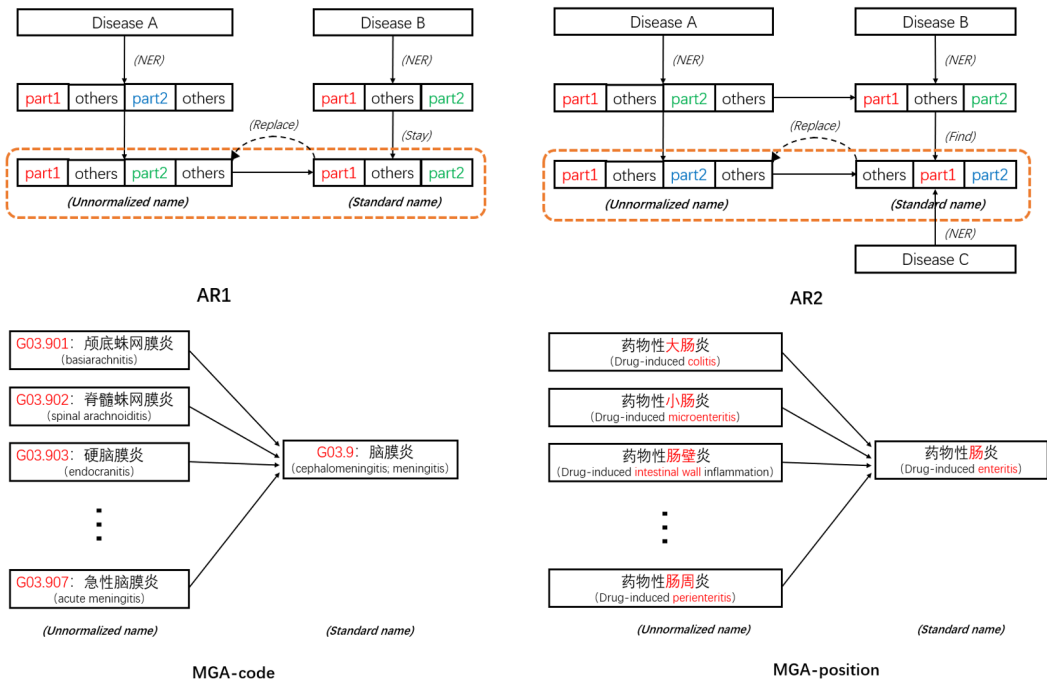 Disease A
Disease B
(NER)
(NER)
part1 others part2 others
part1 others part2
(Replace)
(Stay)
part1 others part2 others
part1 others part2
(Unnormalized name)
(Standard name)
AR1
Disease A
Disease B
(NER)
(NER)
part1 others part2 others
part1 others part2
(Replace)
(Find)
part1 others part2 others
others part1 part2
(Unnormalized name)
(Standard name)
(NER)
Disease C
AR2
G03.901：颅底蛛网膜炎
(basiarachnitis)
G03.902：脊髓蛛网膜炎
(spinal arachnoiditis)
G03.903：硬脑膜炎
(endocranitis)
G03.907：急性脑膜炎
(acute meningitis)
(Unnormalized name)
G03.9：脑膜炎
(cephalomeningitis; meningitis)
(Standard name)
MGA-code
药物性大肠炎
(Drug-induced colitis)
药物性小肠炎
(Drug-induced microenteritis)
药物性肠壁炎
(Drug-induced intestinal wall inflammation)
药物性肠周炎
(Drug-induced perienteritis)
(Unnormalized name)
药物性肠炎
(Drug-induced enteritis)
(Standard name)
MGA-position